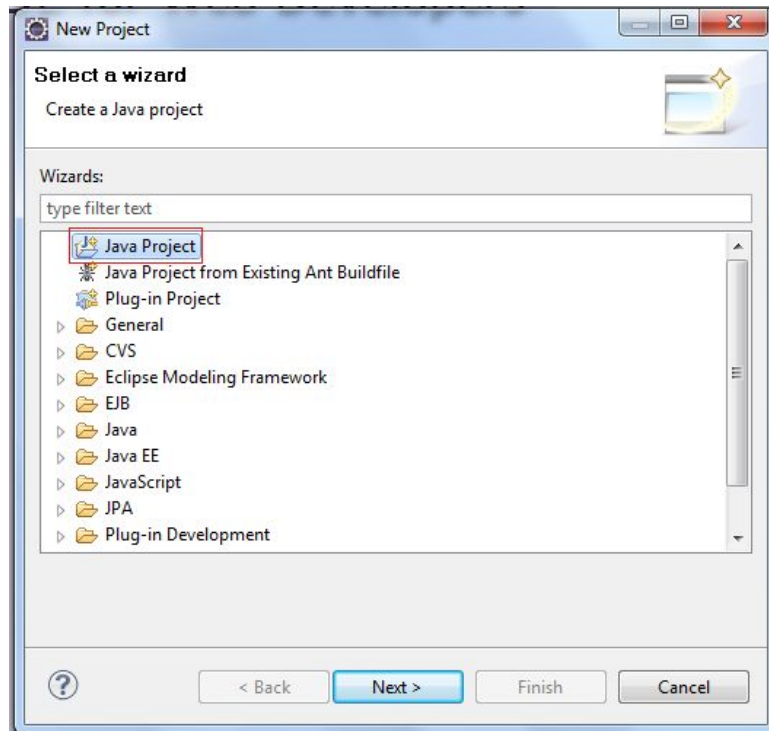 New Project
Select a wizard
Create a Java project
Wizards:
type filter text
Java Project
Java Project from Existing Ant Buildfile
Plug-in Project
General
CVS
Eclipse Modeling Framework
EJB
Java
Java EE
JavaScript
JPA
Plug-in Development
< Back Next > Finish Cancel